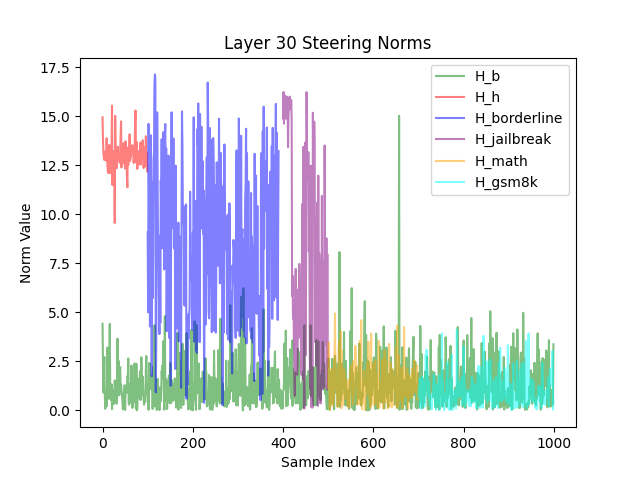 Layer 30 Steering Norms
17.5
15.0
12.5
10.0
7.5
5.0
2.5
0.0
Norm Value
0
200
400
600
800
1000
Sample Index
H_b
H_h
H_borderline
H_jailbreak
H_math
H_gsm8k